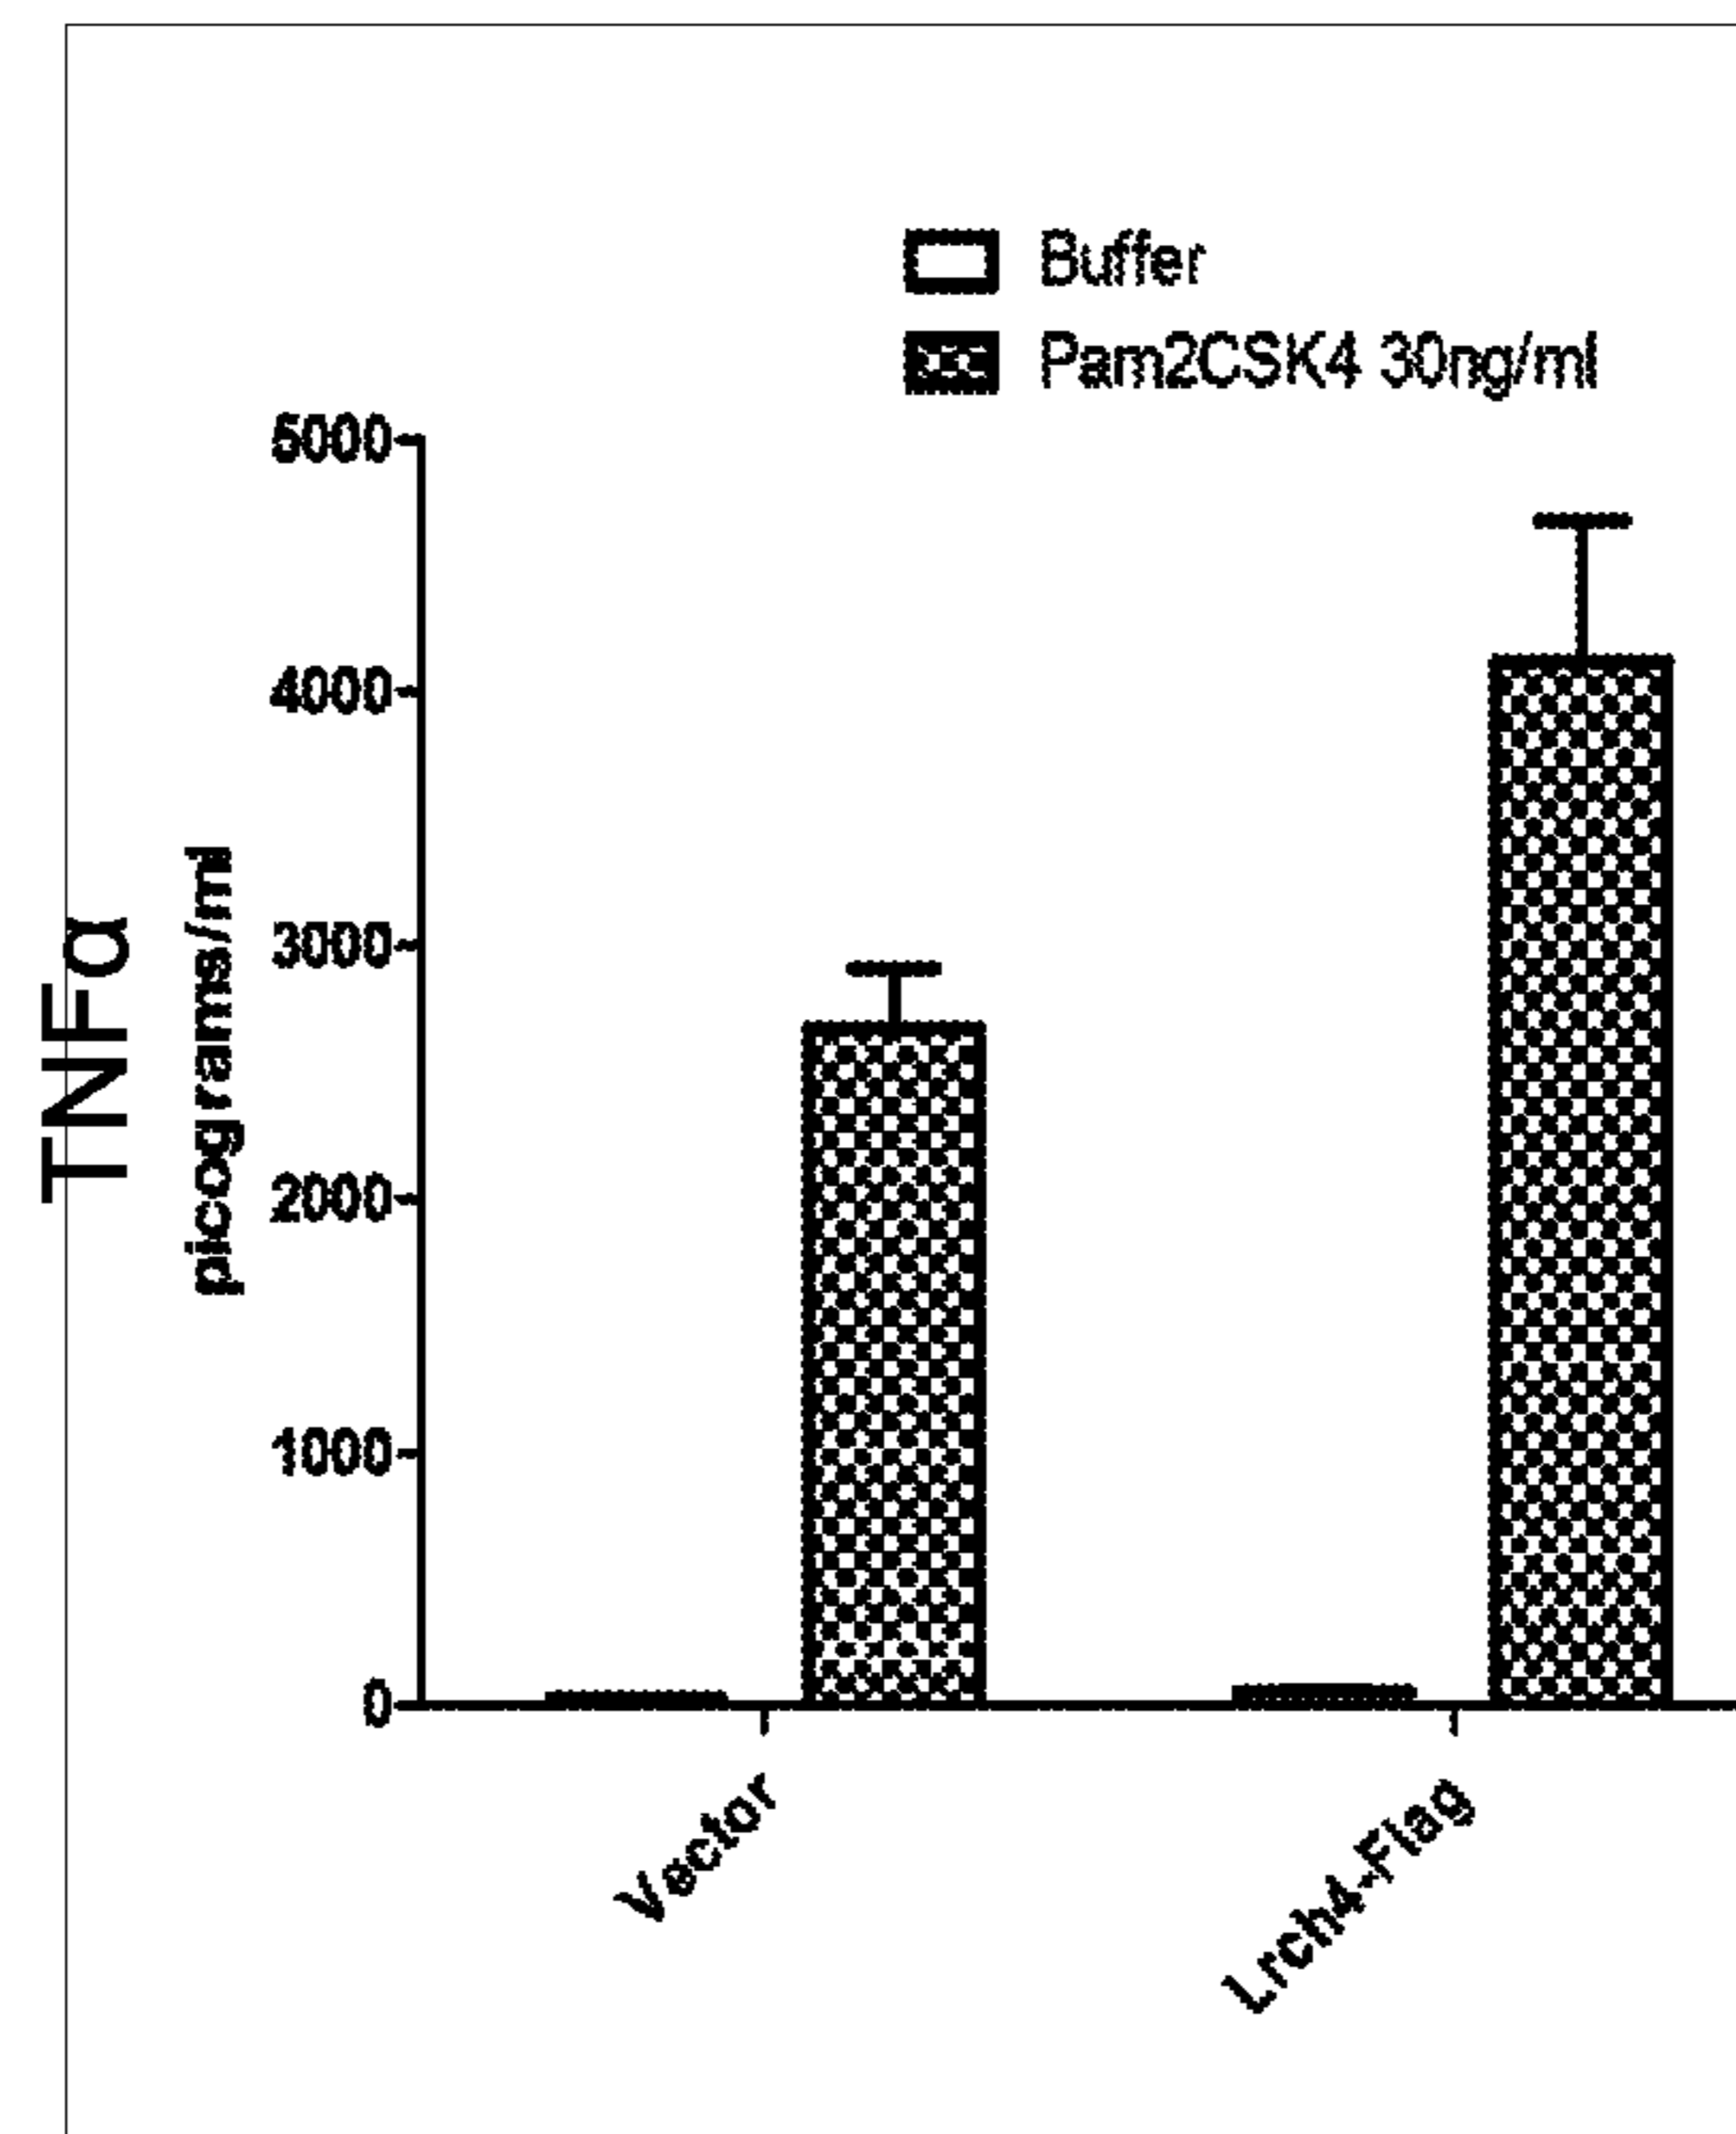 Buffer
Pam2CSK4 30ng/ml
TNFα
picograms/ml
5000
4000
3000
2000
1000
0
Vector
Lrch4-Flag